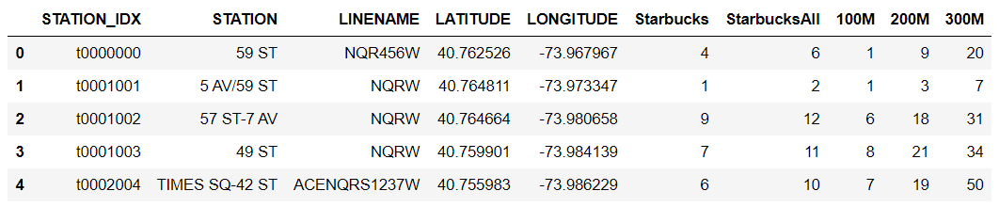 STATION_IDX STATION LINENAME LATITUDE LONGITUDE Starbucks StarbucksAll 100M 200M 300M
0 t0000000 59 ST NQR456W 40.762526 -73.967967 4 6 1 9 20
1 t0001001 5 AV/59 ST NQRW 40.764811 -73.973347 1 2 1 3 7
2 t0001002 57 ST-7 AV NQRW 40.764664 -73.980658 9 12 6 18 31
3 t0001003 49 ST NQRW 40.759901 -73.984139 7 11 8 21 34
4 t0002004 TIMES SQ-42 ST ACENQRS1237W 40.755983 -73.986229 6 10 7 19 50